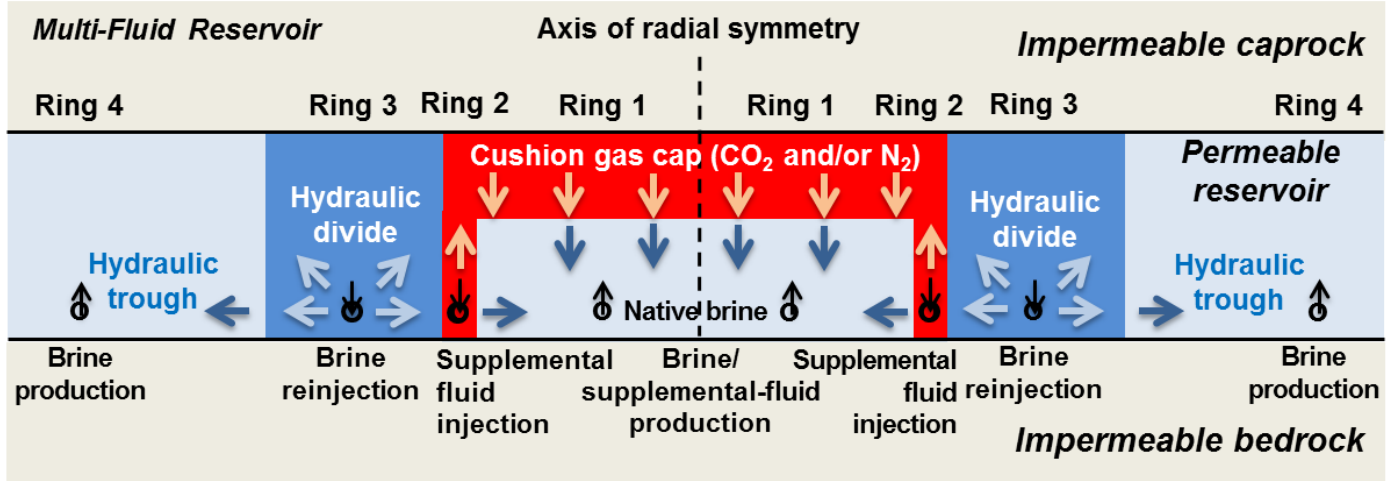 Multi-Fluid Reservoir
Axis of radial symmetry
Impermeable caprock
Ring 4
Ring 3
Ring 2
Ring 1
Ring 1
Ring 2
Ring 3
Ring 4
Cushion gas cap (CO₂ and/or N₂)
Permeable
reservoir
Hydraulic
divide
Hydraulic
divide
Hydraulic
trough
Hydraulic
trough
Native brine
Brine
production
Brine
reinjection
Supplemental
fluid
injection
Brine/
supplemental-fluid
production
Supplemental
fluid
injection
Brine
reinjection
Brine
production
Impermeable bedrock